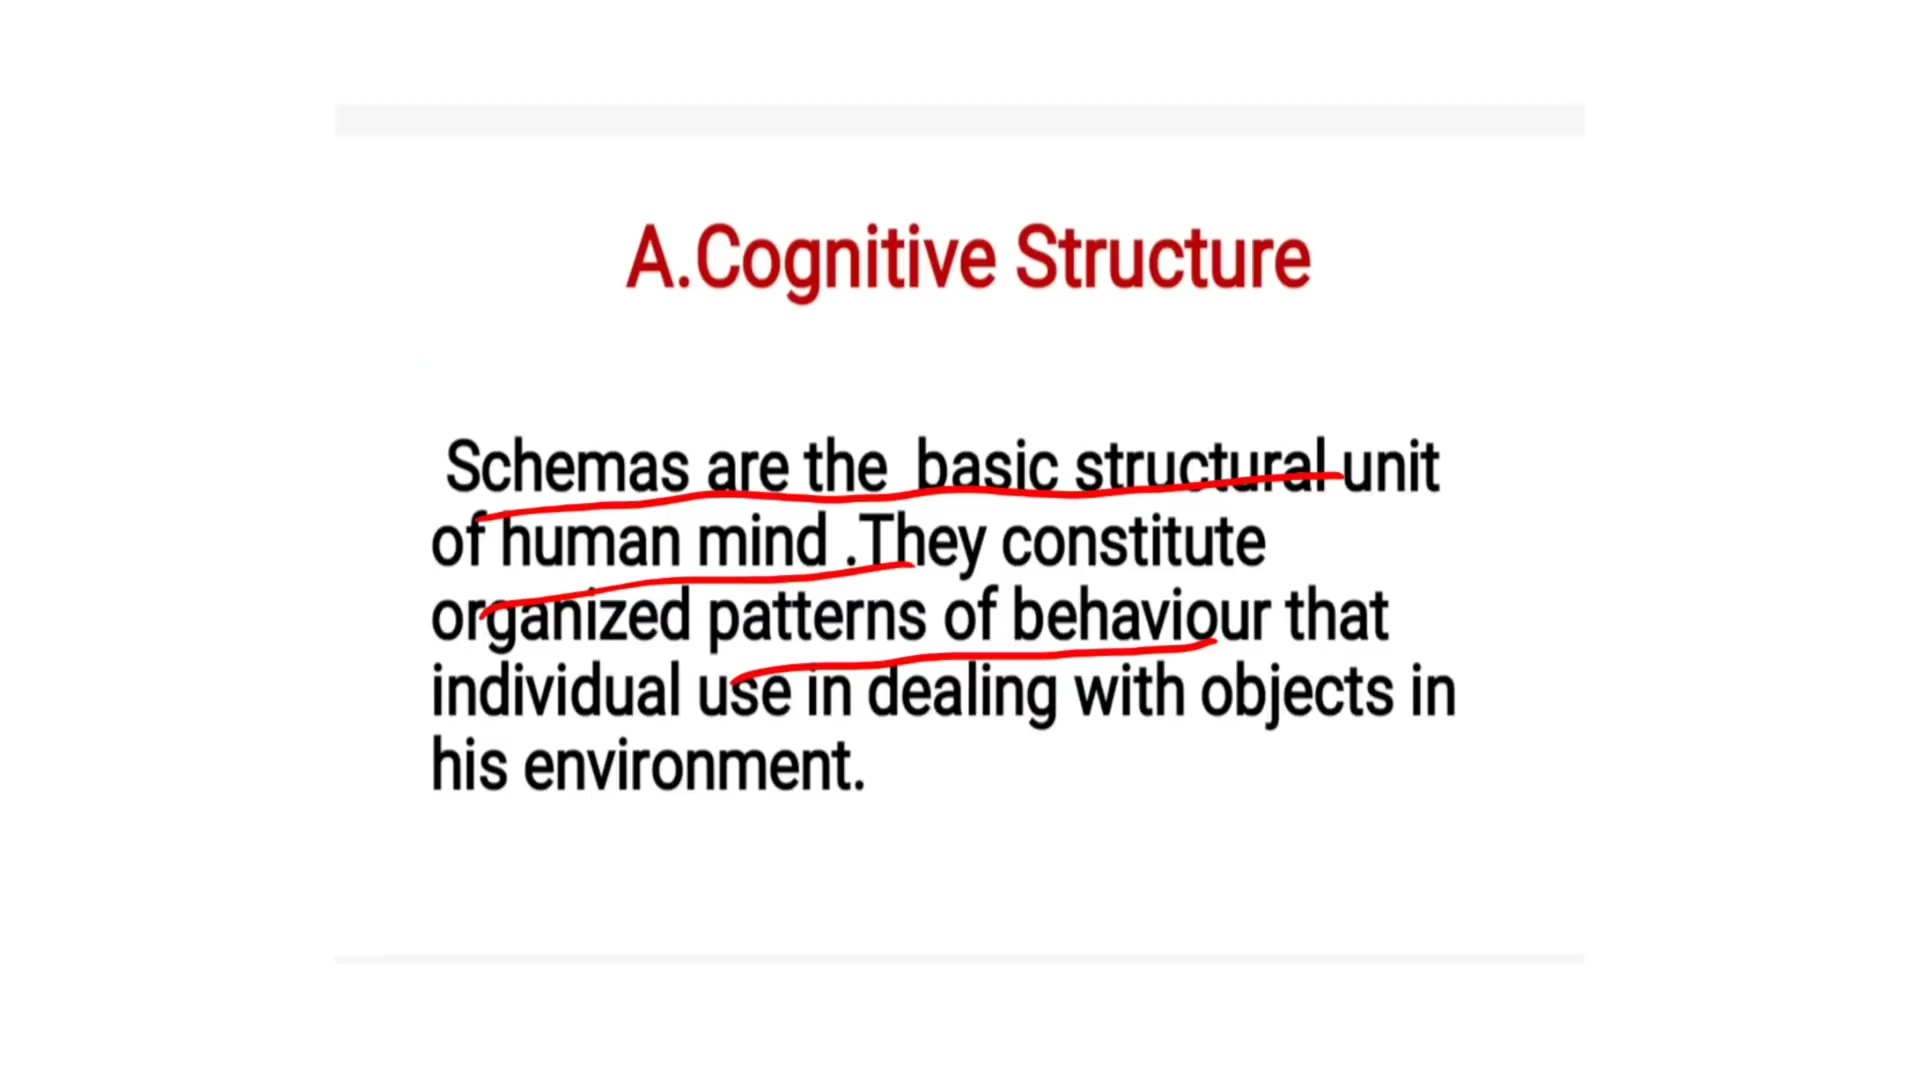 A.Cognitive Structure
Schemas are the basic structural unit
of human mind .They constitute
organized patterns of behaviour that
individual use in dealing with objects in
his environment.